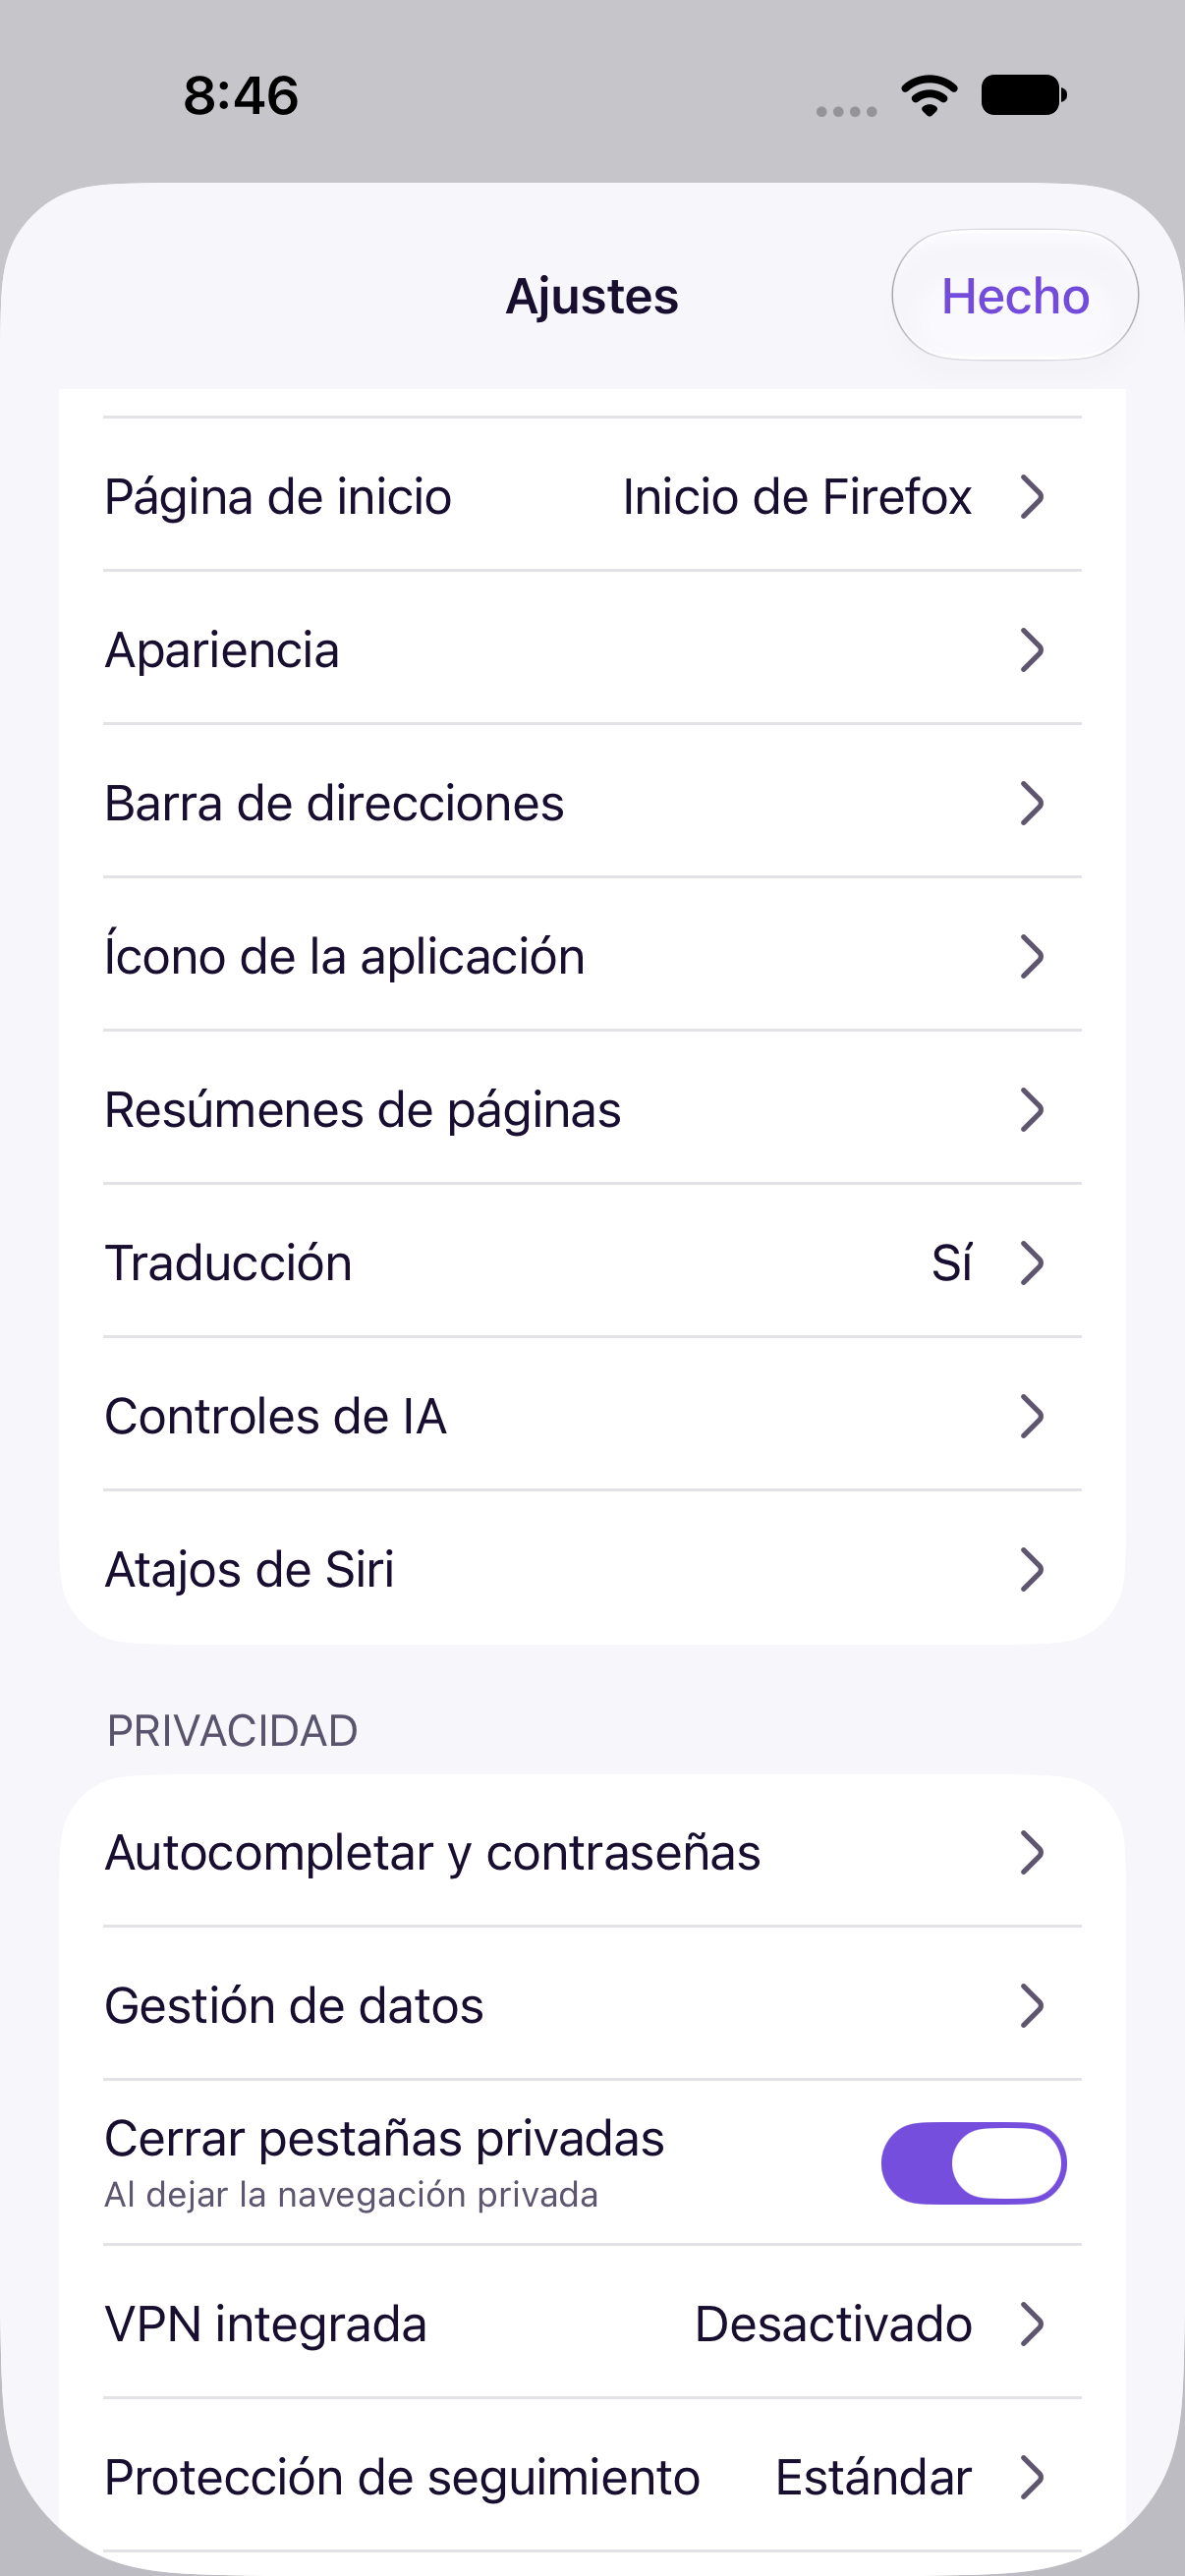 8:46
Ajustes
Hecho
Página de inicio
Inicio de Firefox
Apariencia
Barra de direcciones
Ícono de la aplicación
Resúmenes de páginas
Traducción
Sí
Controles de IA
Atajos de Siri
PRIVACIDAD
Autocompletar y contraseñas
Gestión de datos
Cerrar pestañas privadas
Al dejar la navegación privada
VPN integrada
Desactivado
Protección de seguimiento
Estándar